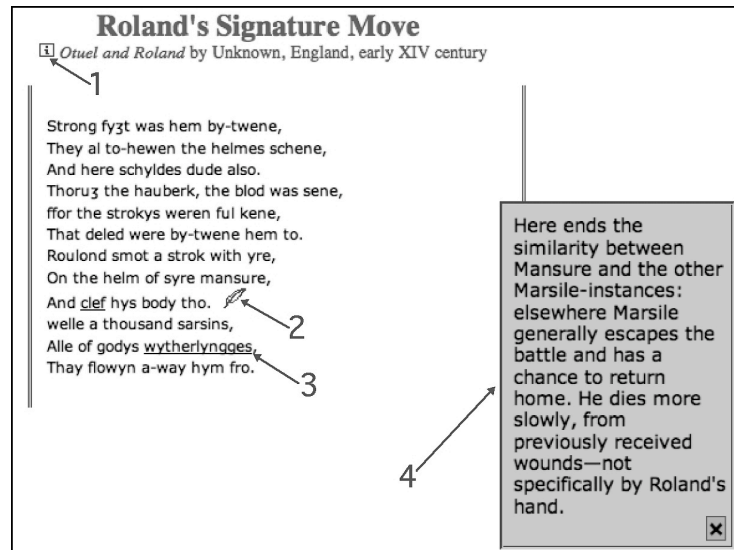 Roland's Signature Move
i Otuel and Roland by Unknown, England, early XIV century
1
Strong fyȝt was hem by-twene,
They al to-hewen the helmes schene,
And here schyldes dude also.
Thoruȝ the hauberk, the blod was sene,
ffor the strokys weren ful kene,
That deled were by-twene hem to.
Roulond smot a strok with yre,
On the helm of syre mansure,
And clef hys body tho.
2
welle a thousand sarsins,
Alle of godys wytherlyngges,
3
Thay flowyn a-way hym fro.
4
Here ends the
similarity between
Mansure and the other
Marsile-instances:
elsewhere Marsile
generally escapes the
battle and has a
chance to return
home. He dies more
slowly, from
previously received
wounds—not
specifically by Roland's
hand.
x